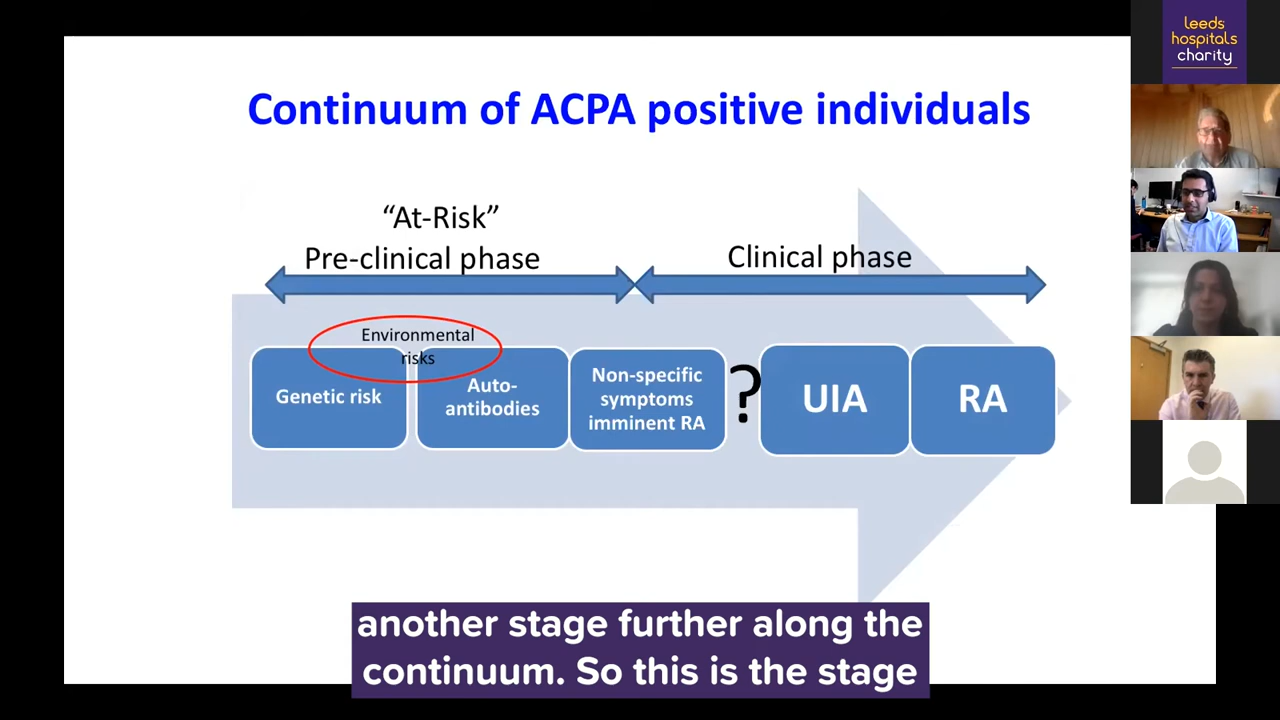 Continuum of ACPA positive individuals
“At-Risk”
Pre-clinical phase
Clinical phase
Environmental
risks
Genetic risk
Auto-
antibodies
Non-specific
symptoms
imminent RA
?
UIA
RA
another stage further along the
continuum. So this is the stage
leeds
hospitals
charity